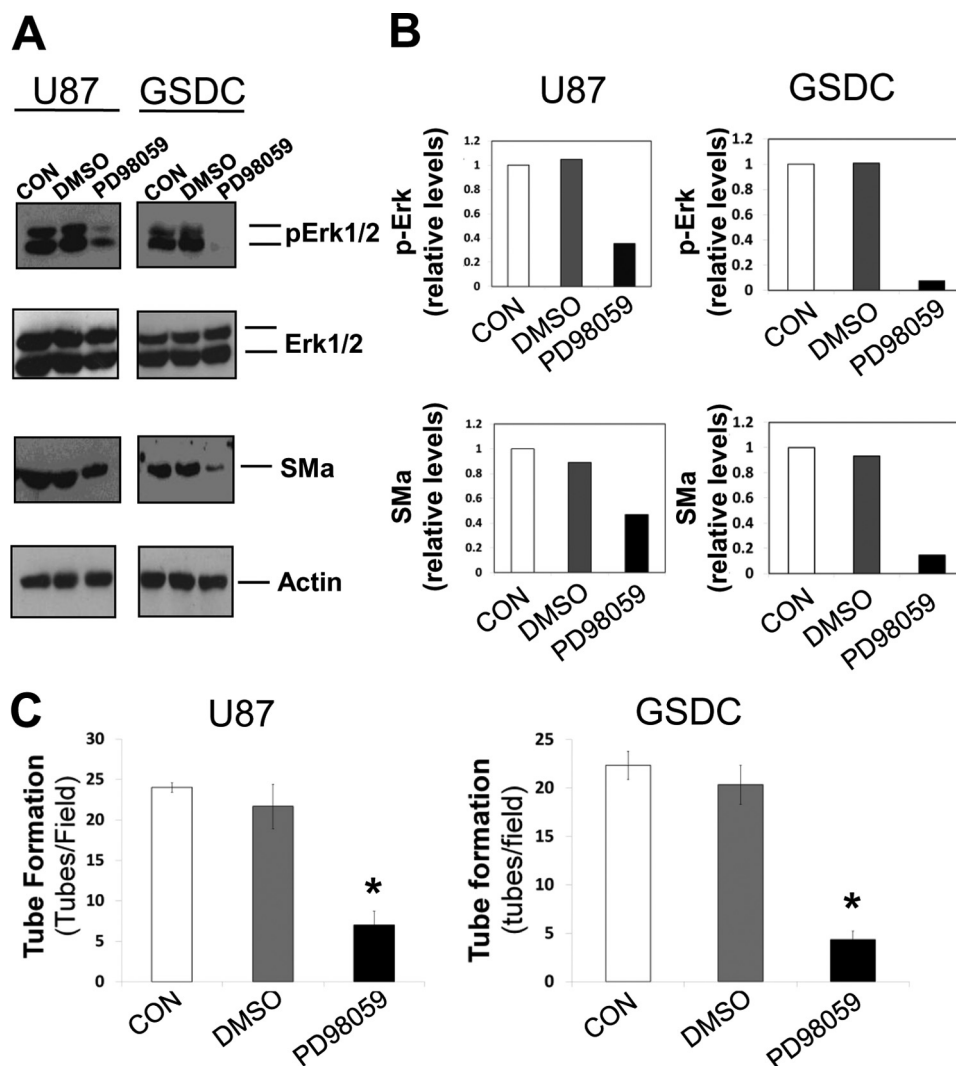 A
U87 GSDC
CON DMSO PD98059 CON DMSO PD98059
pErk1/2
Erk1/2
SMa
Actin
B
U87 GSDC
p-Erk
(relative levels)
1.2
1
0.8
0.6
0.4
0.2
0
CON DMSO PD98059
p-Erk
(relative levels)
1.2
1
0.8
0.6
0.4
0.2
0
CON DMSO PD98059
SMa
(relative levels)
1.2
1
0.8
0.6
0.4
0.2
0
CON DMSO PD98059
SMa
(relative levels)
1.2
1
0.8
0.6
0.4
0.2
0
CON DMSO PD98059
C
U87
Tube Formation
(Tubes/Field)
30
25
20
15
10
5
0
*
CON DMSO PD98059
GSDC
Tube formation
(tubes/field)
25
20
15
10
5
0
*
CON DMSO PD98059